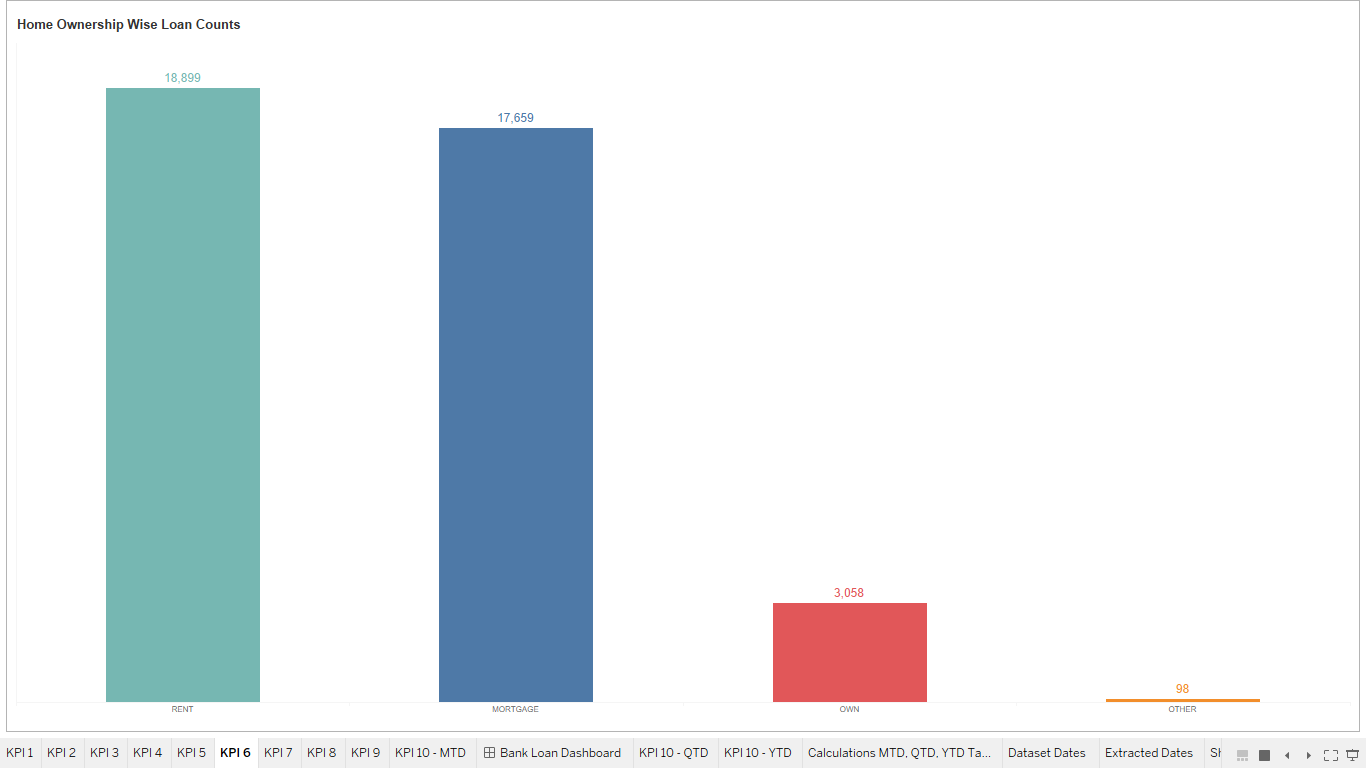 Home Ownership Wise Loan Counts
18,899
17,659
3,058
98
RENT MORTGAGE OWN OTHER
KPI 1 KPI 2 KPI 3 KPI 4 KPI 5 KPI 6 KPI 7 KPI 8 KPI 9 KPI 10 - MTD Bank Loan Dashboard KPI 10 - QTD KPI 10 - YTD Calculations MTD, QTD, YTD Ta... Dataset Dates Extracted Dates